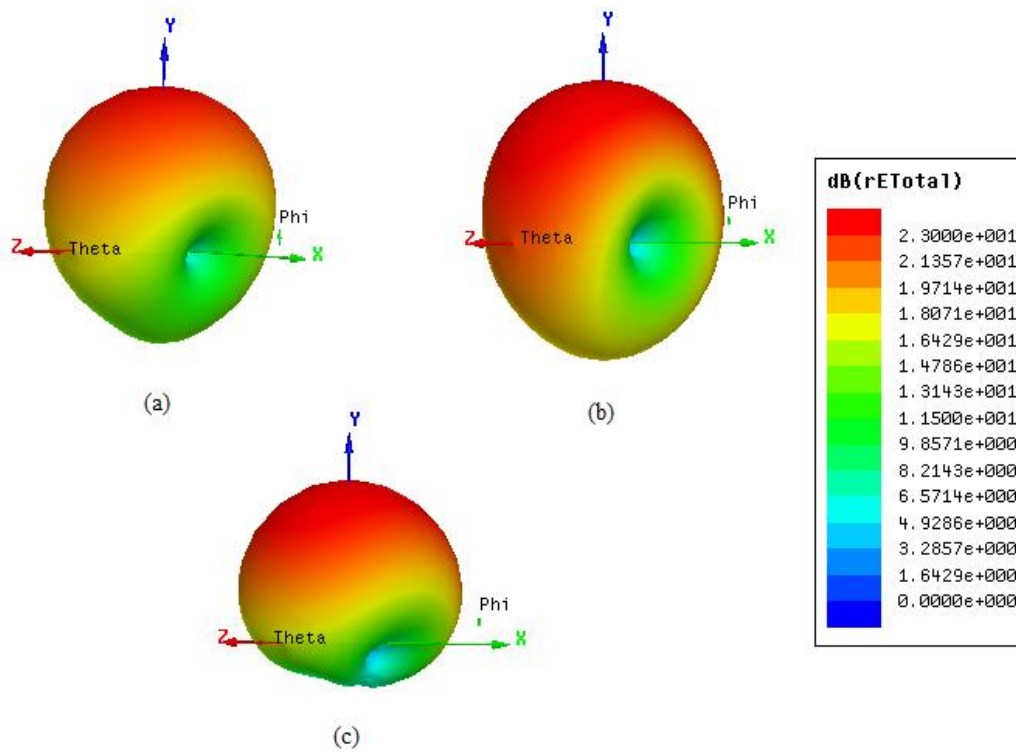 Y
Z Theta Phi X
(a)
Y
Z Theta Phi X
(b)
Y
Z Theta Phi X
(c)
dB(rETotal)
2.3000e+001
2.1357e+001
1.9714e+001
1.8071e+001
1.6429e+001
1.4786e+001
1.3143e+001
1.1500e+001
9.8571e+000
8.2143e+000
6.5714e+000
4.9286e+000
3.2857e+000
1.6429e+000
0.0000e+000